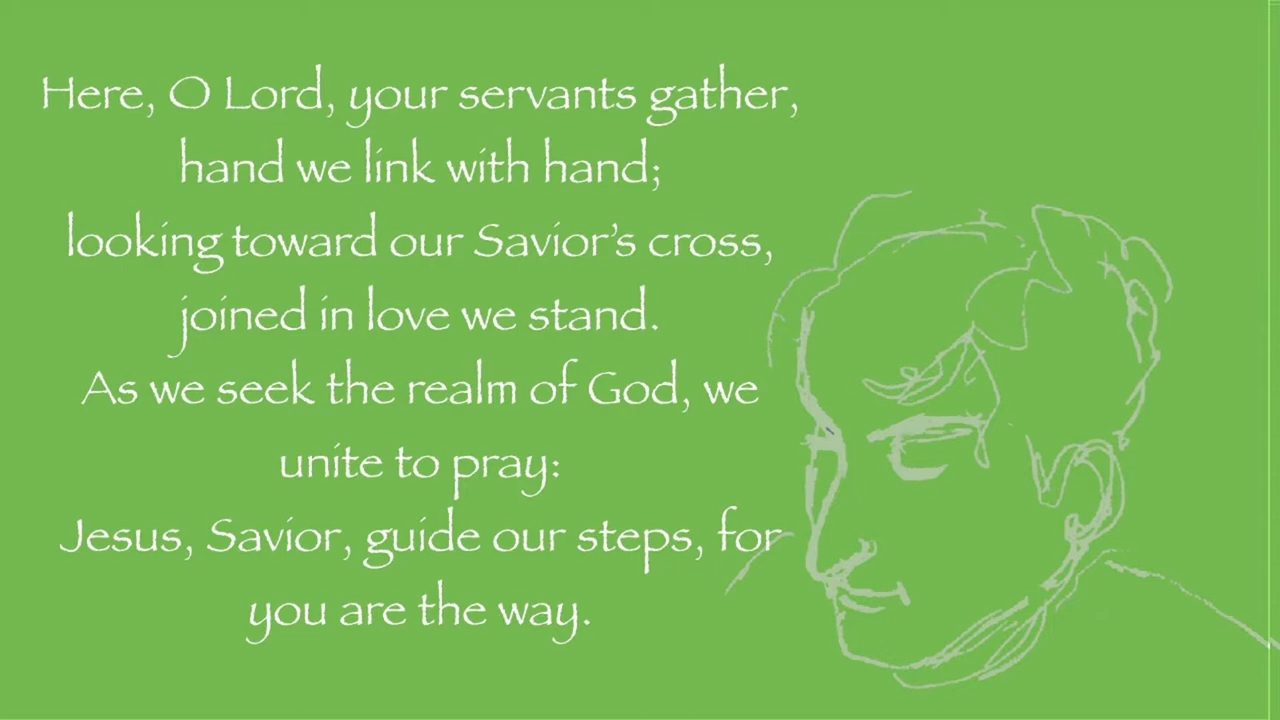 Here, O Lord, your servants gather,
hand we link with hand;
looking toward our Savior’s cross,
joined in love we stand.
As we seek the realm of God, we
unite to pray:
Jesus, Savior, guide our steps, for
you are the way.